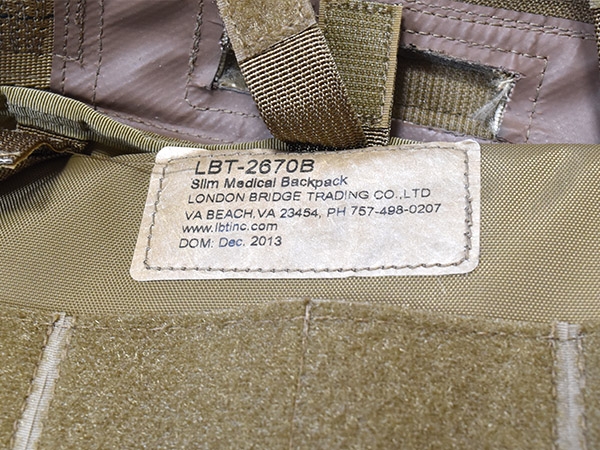 LBT-2670B
Slim Medical Backpack
LONDON BRIDGE TRADING CO.,LTD
VA BEACH,VA 23454, PH 757-498-0207
www.lbtinc.com
DOM: Dec. 2013